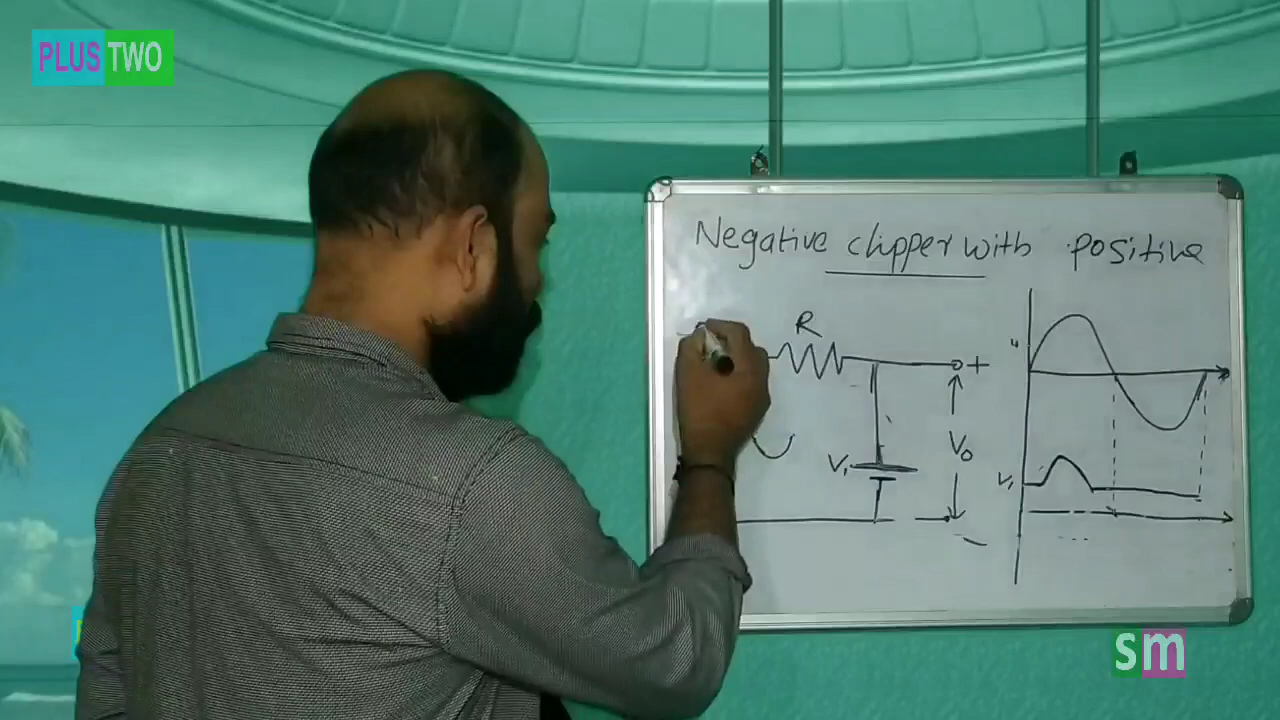 PLUS TWO
Negative clipper with positive
R
+
V₁
V₀
V₁
sm